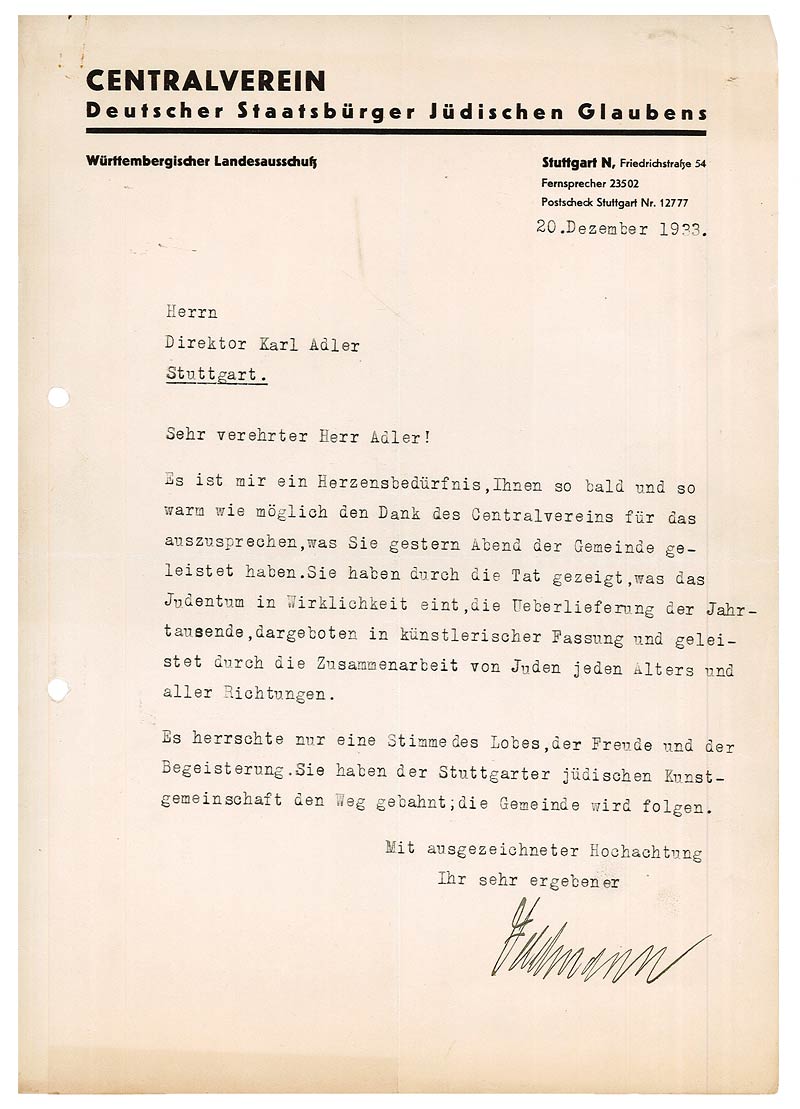 CENTRALVEREIN
Deutscher Staatsbürger Jüdischen Glaubens
Württembergischer Landesausschuß
Stuttgart N, Friedrichstraße 54
Fernsprecher 23502
Postscheck Stuttgart Nr. 12777
20.Dezember 1933.
Herrn
Direktor Karl Adler
Stuttgart.
Sehr verehrter Herr Adler!
Es ist mir ein Herzensbedürfnis,Ihnen so bald und so
warm wie möglich den Dank des Centralvereins für das
auszusprechen,was Sie gestern Abend der Gemeinde ge-
leistet haben.Sie haben durch die Tat gezeigt,was das
Judentum in Wirklichkeit eint,die Ueberlieferung der Jahr-
tausende,dargeboten in künstlerischer Fassung und gelei-
stet durch die Zusammenarbeit von Juden jeden Alters und
aller Richtungen.
Es herrschte nur eine Stimme des Lobes,der Freude und der
Begeisterung.Sie haben der Stuttgarter jüdischen Kunst-
gemeinschaft den Weg gebahnt;die Gemeinde wird folgen.
Mit ausgezeichneter Hochachtung
Ihr sehr ergebener